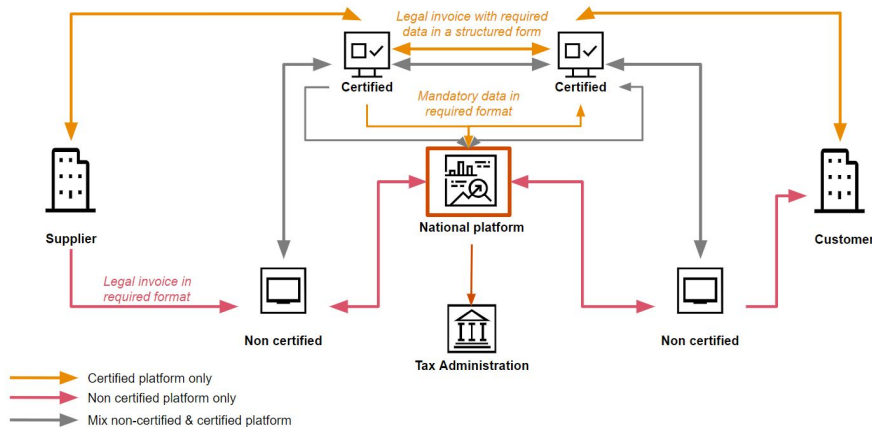 Legal invoice with required
data in a structured form
Certified
Certified
Mandatory data in
required format
Supplier
National platform
Customer
Legal invoice in
required format
Non certified
Non certified
Tax Administration
Certified platform only
Non certified platform only
Mix non-certified & certified platform